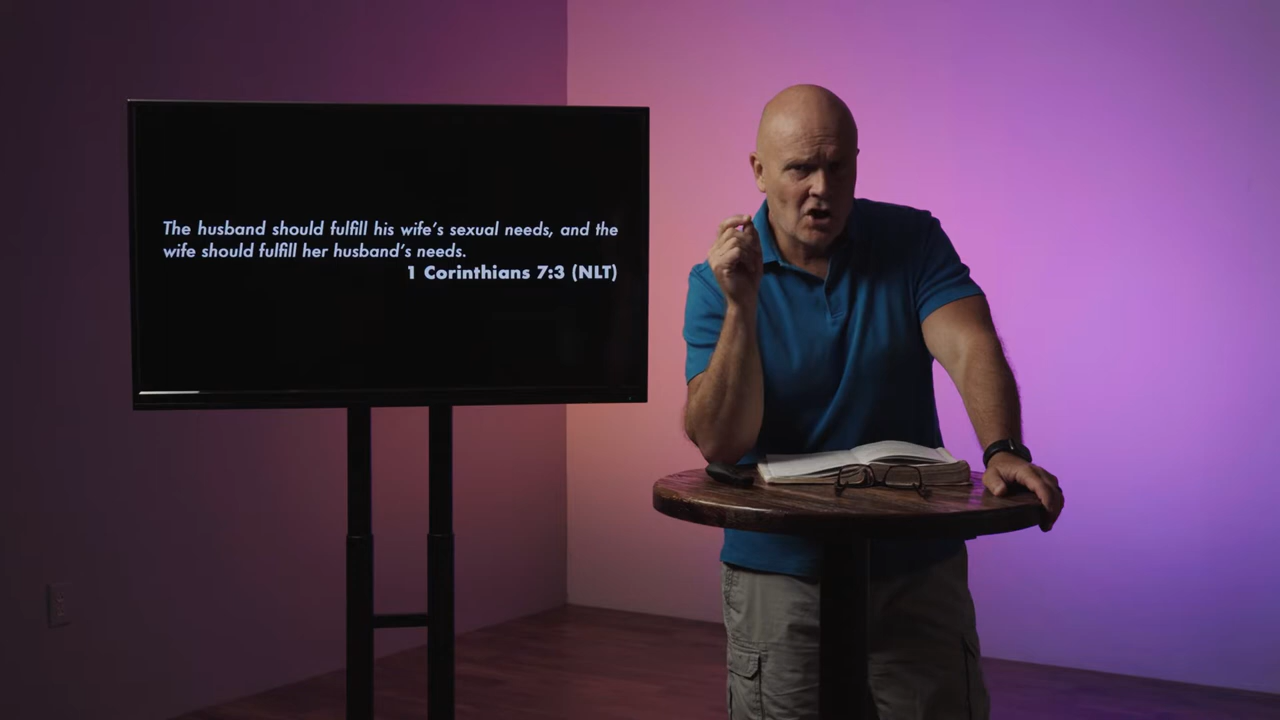 The husband should fulfill his wife's sexual needs, and the
wife should fulfill her husband's needs.
1 Corinthians 7:3 (NLT)